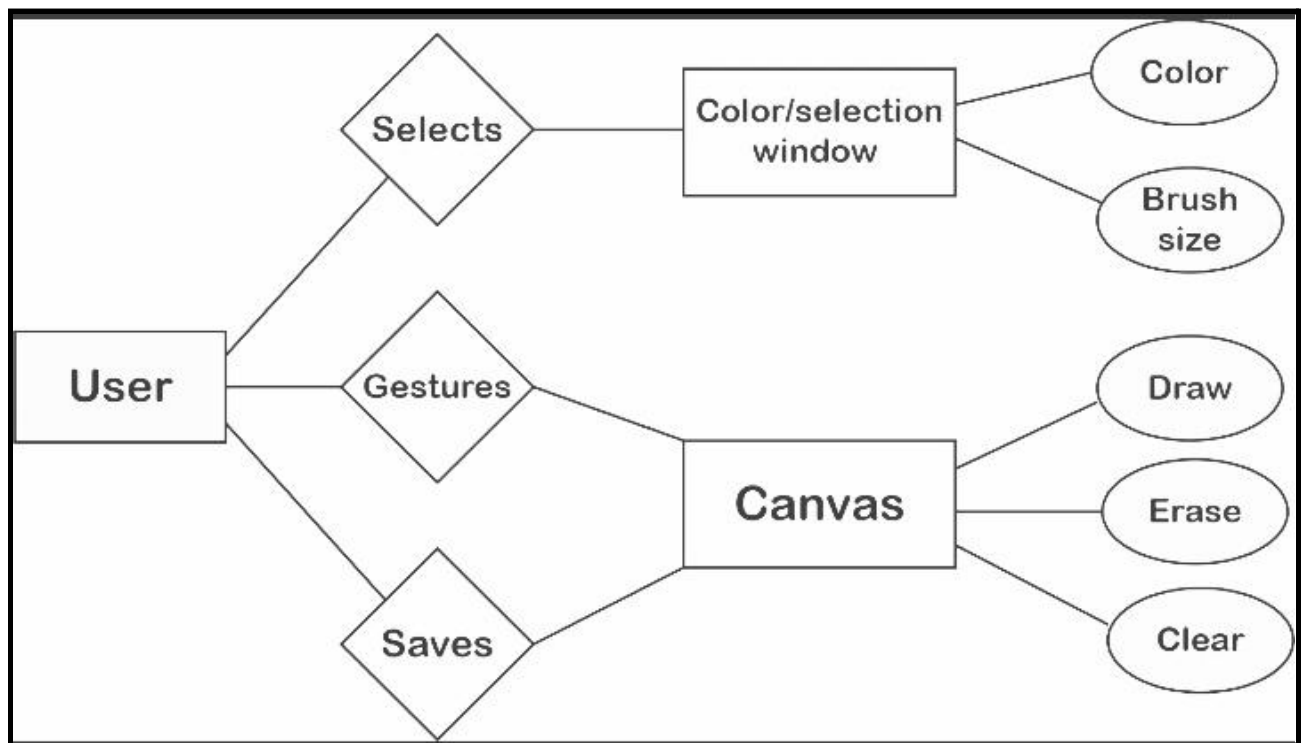 Selects
Color/selection
window
Color
Brush
size
User
Gestures
Saves
Canvas
Draw
Erase
Clear